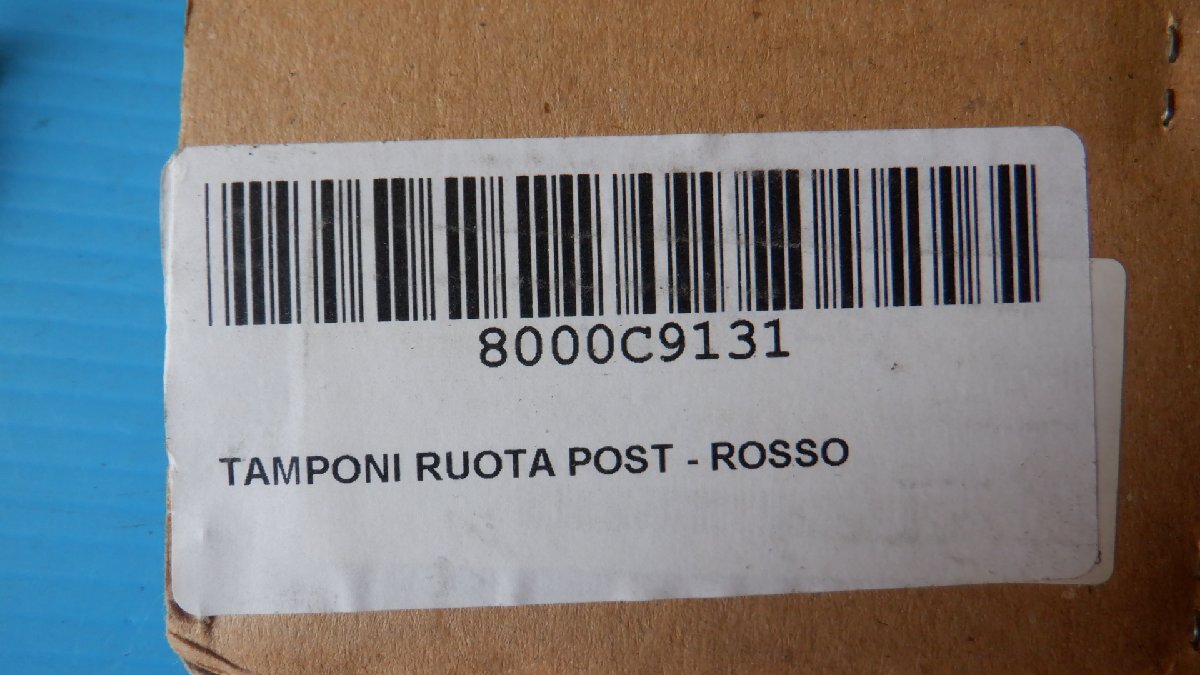 8000C9131
TAMPONI RUOTA POST - ROSSO